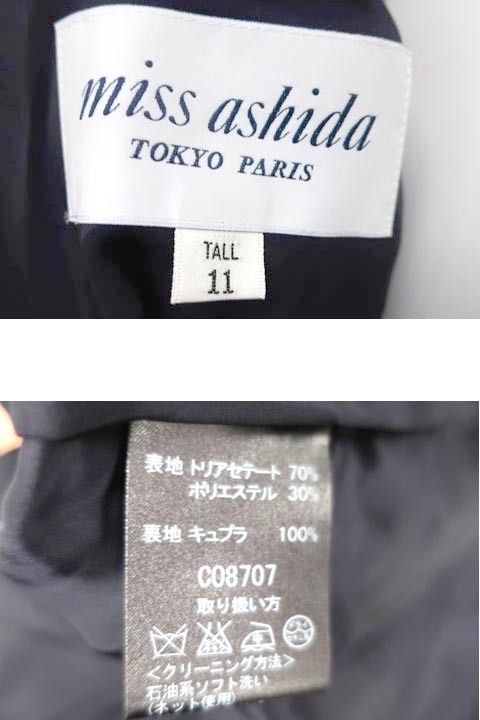 miss ashida
TOKYO PARIS
TALL
11
表地 トリアセテート 70%
ポリエステル 30%
裏地 キュプラ 100%
C08707
取り扱い方
<クリーニング方法>
石油系ソフト洗い
(ネット使用)